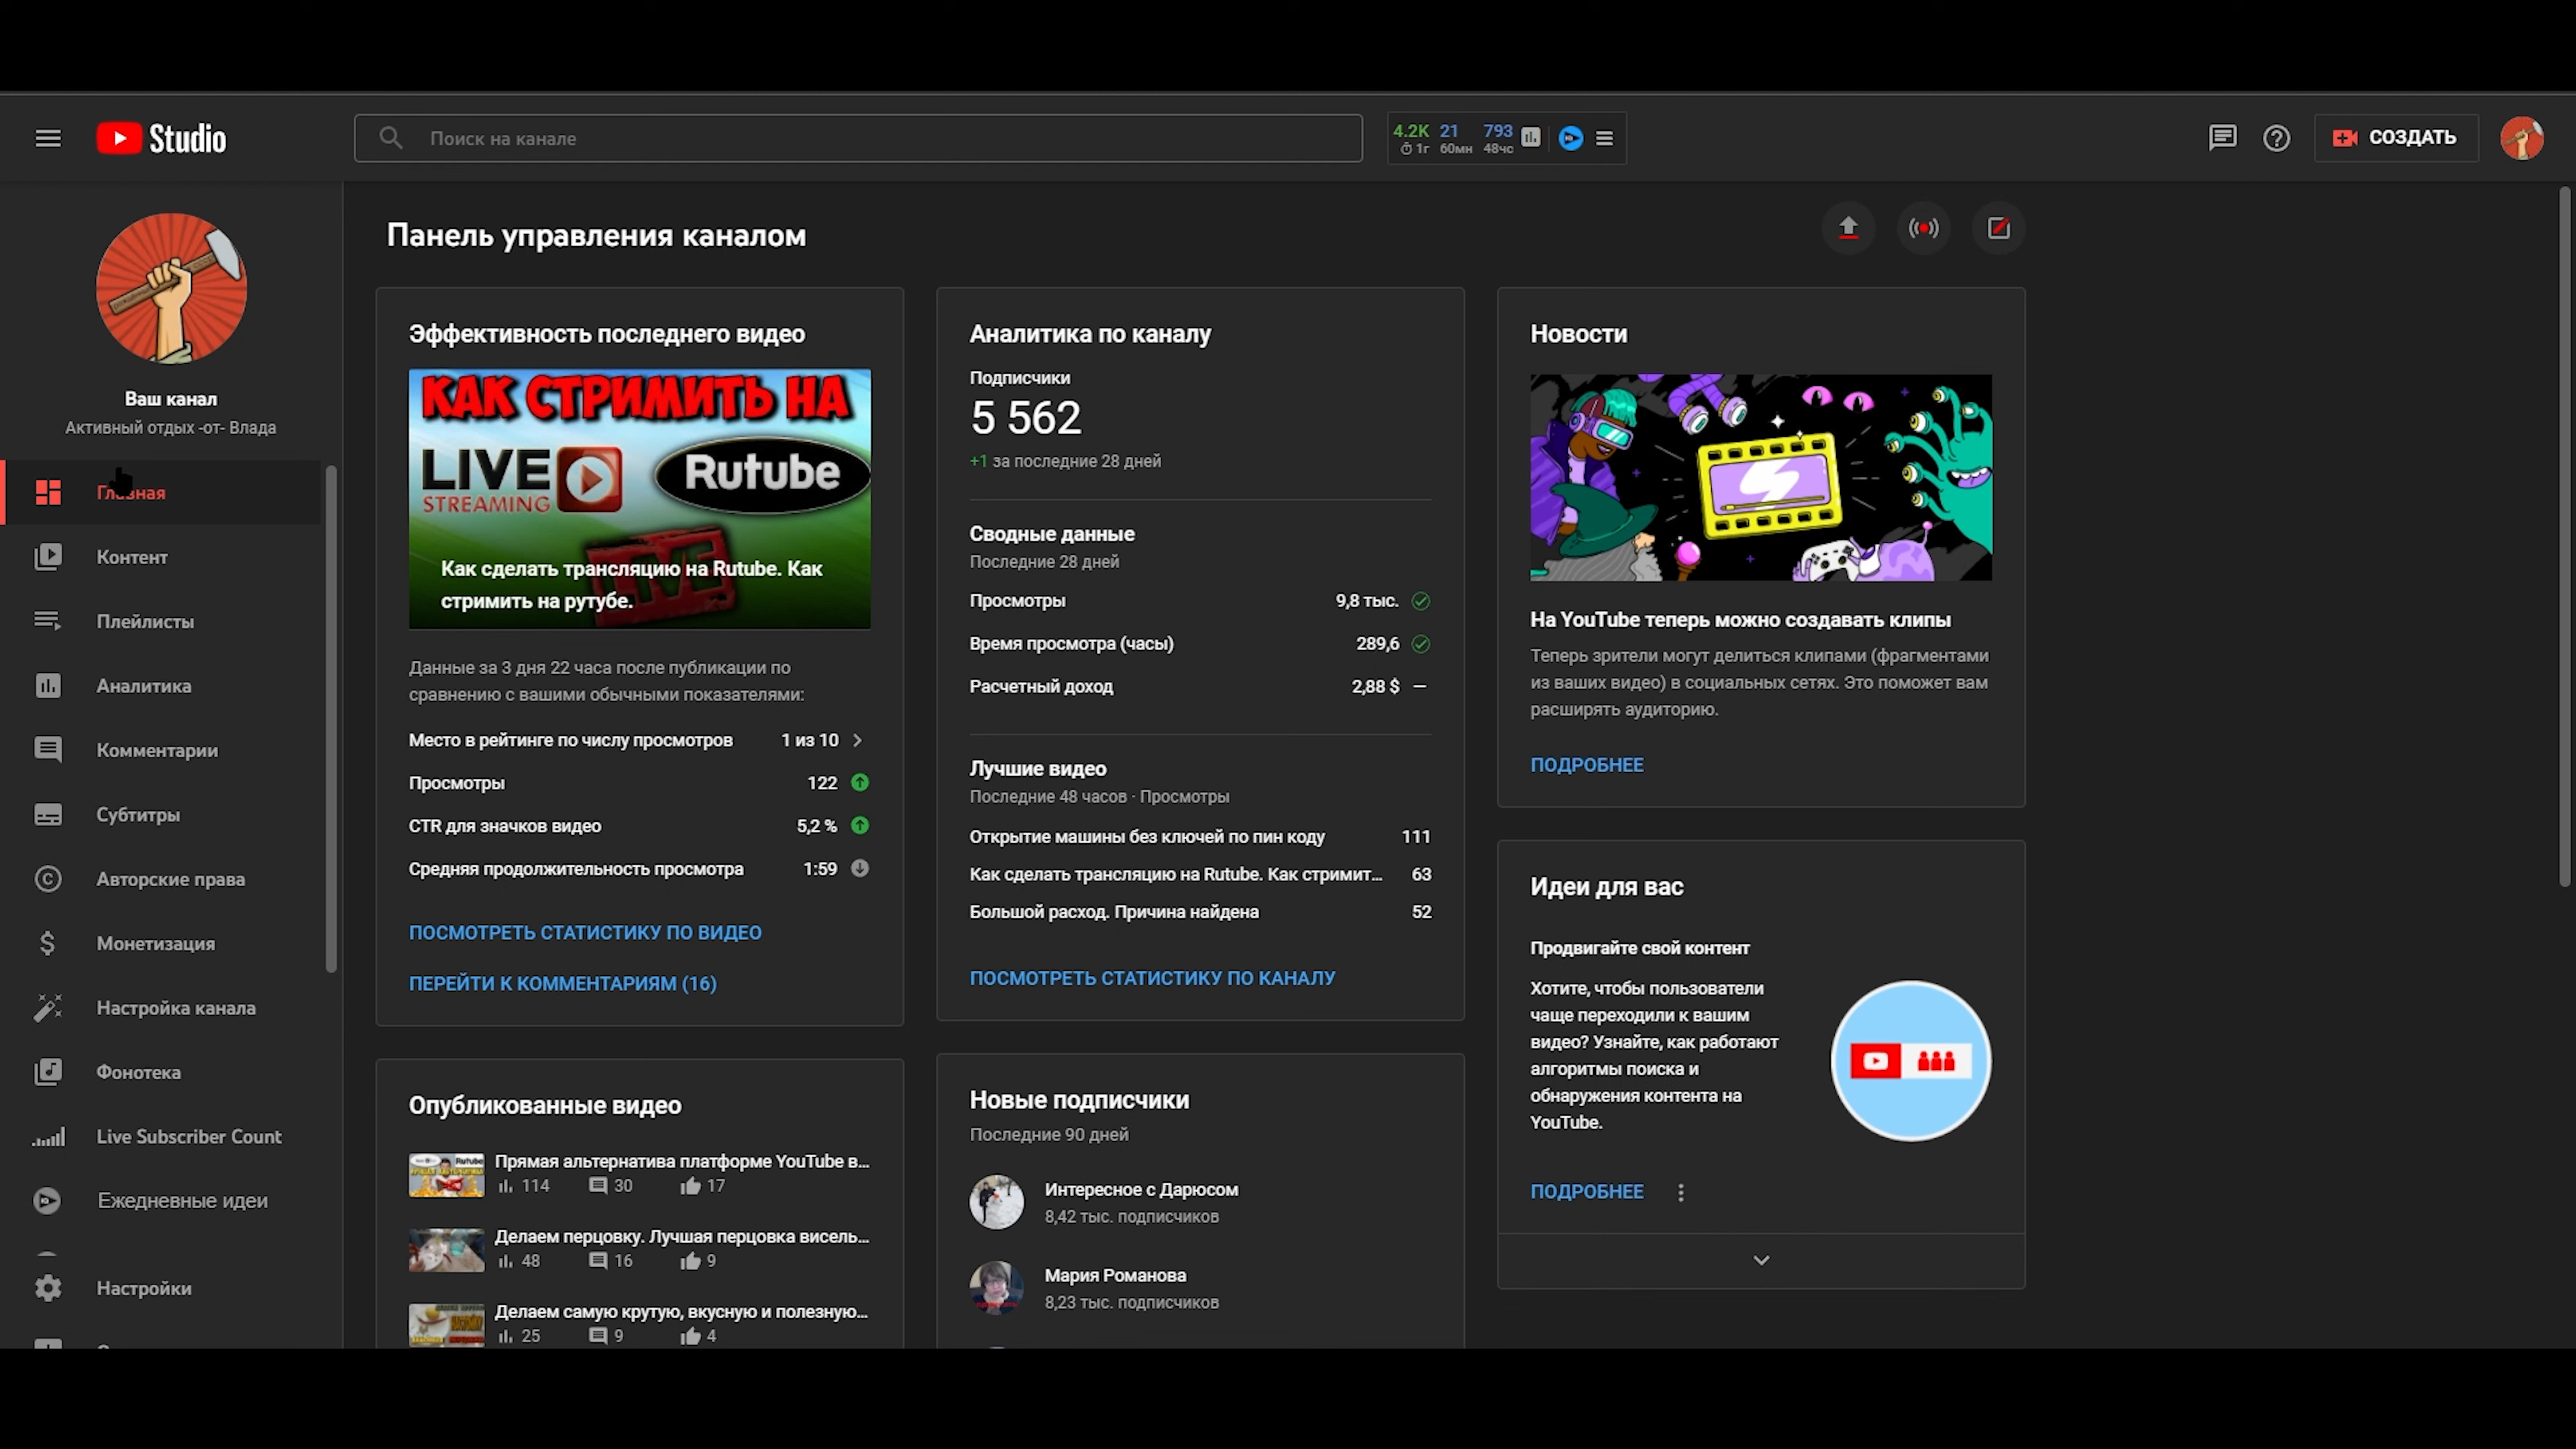 Studio
Поиск на канале
4.2K 21 793
1г 60мн 48чс
СОЗДАТЬ
Ваш канал
Активный отдых -от- Влада
Главная
Контент
Плейлисты
Аналитика
Комментарии
Субтитры
Авторские права
Монетизация
Настройка канала
Фонотека
Live Subscriber Count
Ежедневные идеи
Настройки
Панель управления каналом
Эффективность последнего видео
КАК СТРИМИТЬ НА
LIVE
STREAMING
Rutube
LIVE
Как сделать трансляцию на Rutube. Как
стримить на рутубе.
Данные за 3 дня 22 часа после публикации по
сравнению с вашими обычными показателями:
Место в рейтинге по числу просмотров 1 из 10
Просмотры 122
CTR для значков видео 5,2 %
Средняя продолжительность просмотра 1:59
ПОСМОТРЕТЬ СТАТИСТИКУ ПО ВИДЕО
ПЕРЕЙТИ К КОММЕНТАРИЯМ (16)
Опубликованные видео
Прямая альтернатива платформе YouTube в...
114 30 17
Делаем перцовку. Лучшая перцовка висель...
48 16 9
Делаем самую крутую, вкусную и полезную...
25 9 4
Аналитика по каналу
Подписчики
5 562
+1 за последние 28 дней
Сводные данные
Последние 28 дней
Просмотры 9,8 тыс.
Время просмотра (часы) 289,6
Расчетный доход 2,88 $ —
Лучшие видео
Последние 48 часов · Просмотры
Открытие машины без ключей по пин коду 111
Как сделать трансляцию на Rutube. Как стримит... 63
Большой расход. Причина найдена 52
ПОСМОТРЕТЬ СТАТИСТИКУ ПО КАНАЛУ
Новые подписчики
Последние 90 дней
Интересное с Дарюсом
8,42 тыс. подписчиков
Мария Романова
8,23 тыс. подписчиков
Новости
На YouTube теперь можно создавать клипы
Теперь зрители могут делиться клипами (фрагментами
из ваших видео) в социальных сетях. Это поможет вам
расширять аудиторию.
ПОДРОБНЕЕ
Идеи для вас
Продвигайте свой контент
Хотите, чтобы пользователи
чаще переходили к вашим
видео? Узнайте, как работают
алгоритмы поиска и
обнаружения контента на
YouTube.
ПОДРОБНЕЕ